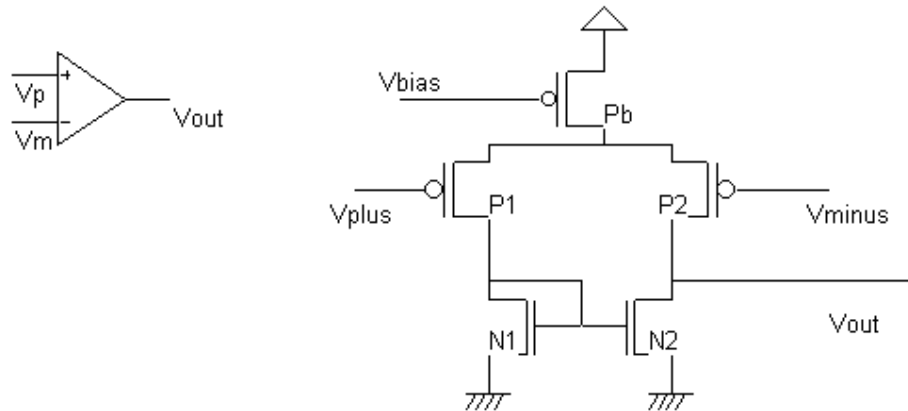 +
Vp
Vm
-
Vout
Vbias
Pb
Vplus
P1
P2
Vminus
N1
N2
Vout